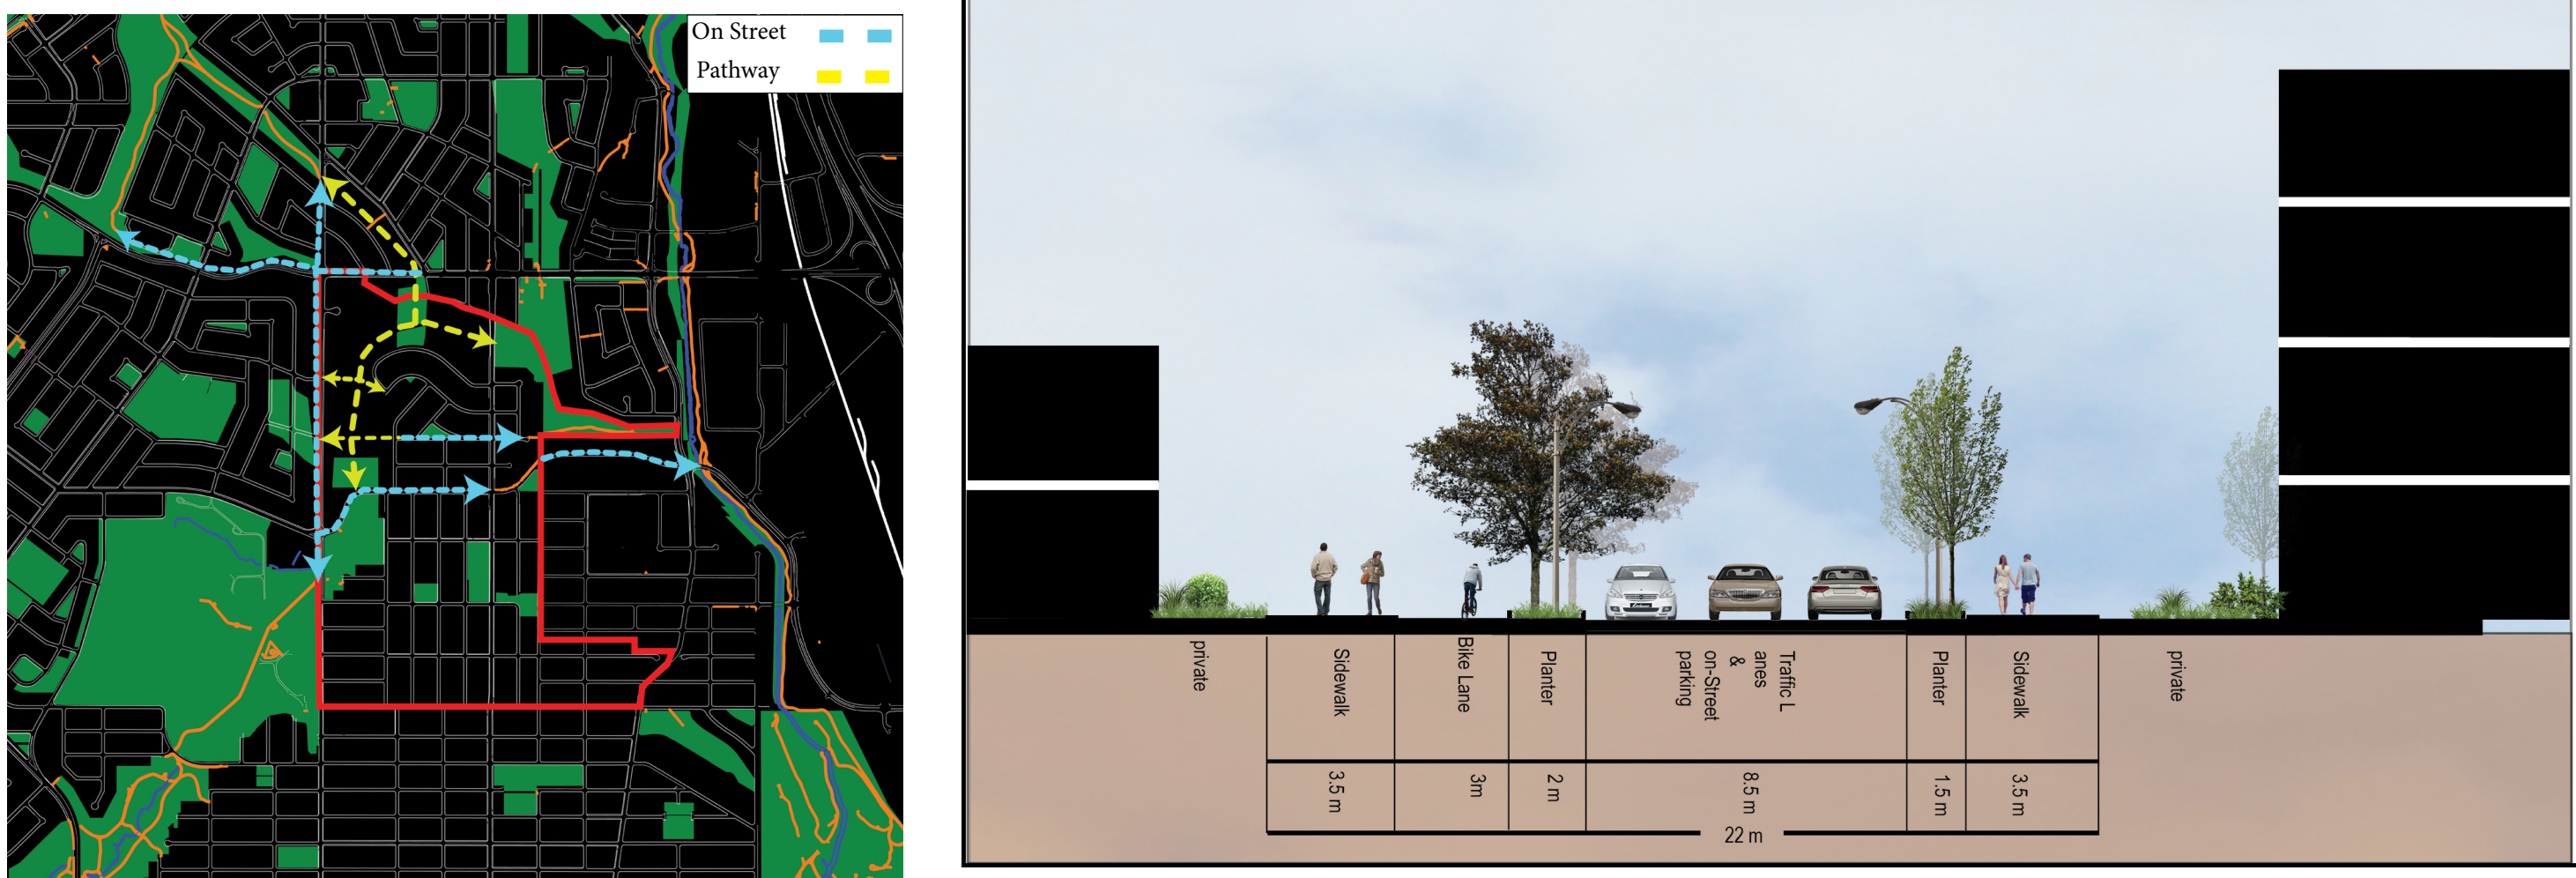 On Street
Pathway
private
Sidewalk
Bike Lane
Planter
Traffic L
anes
&
on-Street
parking
Planter
Sidewalk
private
3.5 m
3m
2 m
8.5 m
1.5 m
3.5 m
22 m